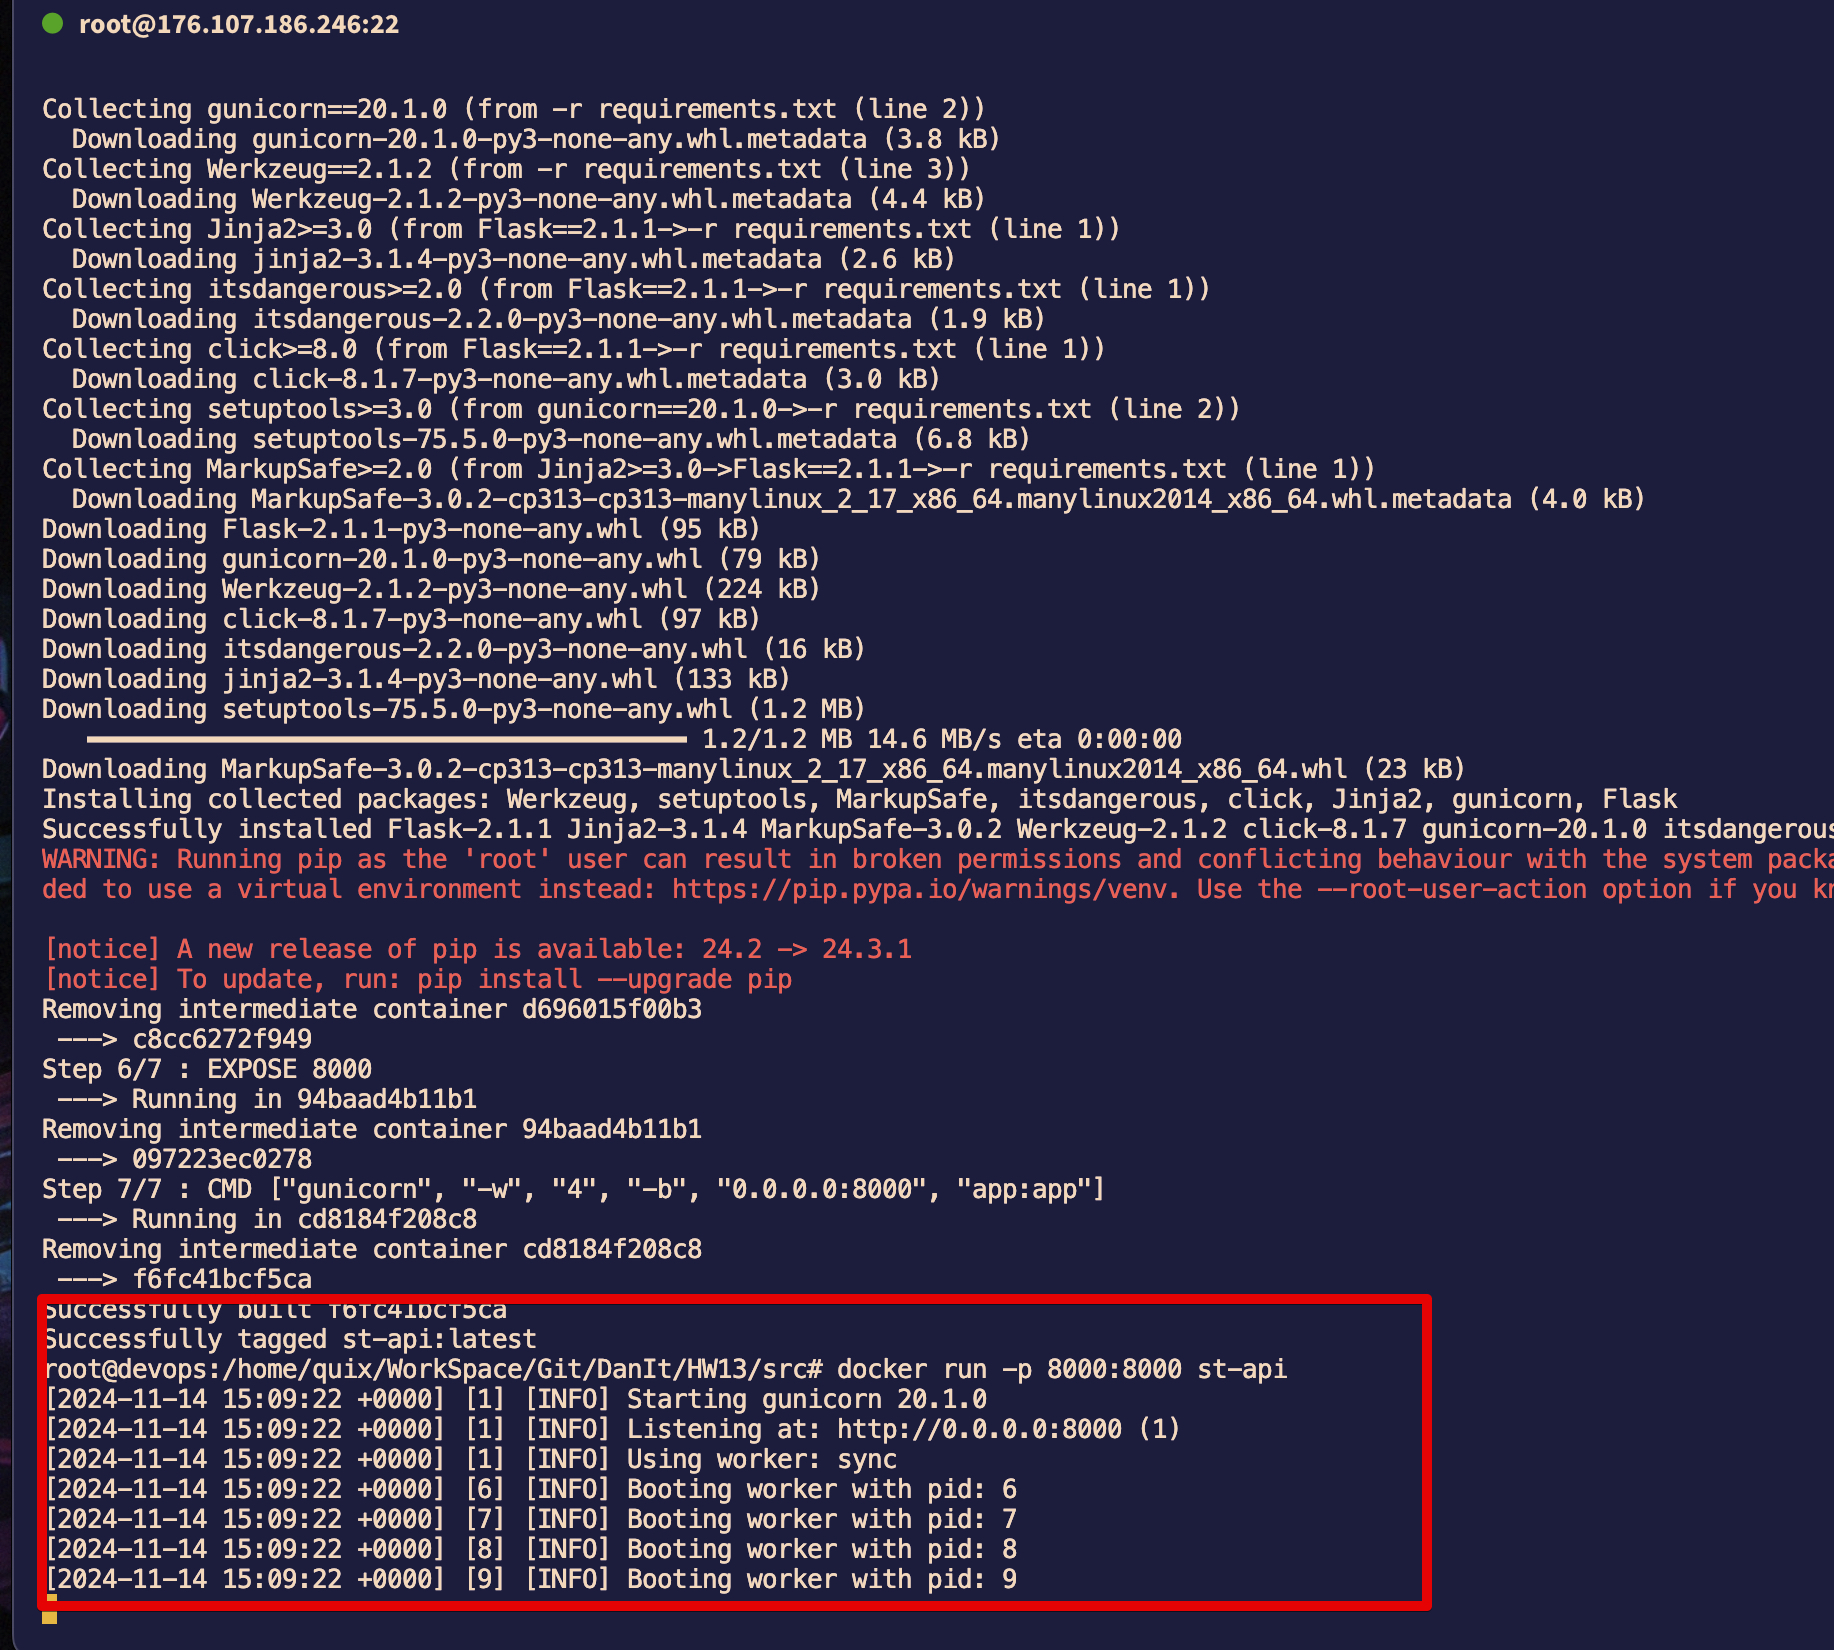 root@176.107.186.246:22
Collecting gunicorn==20.1.0 (from -r requirements.txt (line 2))
  Downloading gunicorn-20.1.0-py3-none-any.whl.metadata (3.8 kB)
Collecting Werkzeug==2.1.2 (from -r requirements.txt (line 3))
  Downloading Werkzeug-2.1.2-py3-none-any.whl.metadata (4.4 kB)
Collecting Jinja2>=3.0 (from Flask==2.1.1->-r requirements.txt (line 1))
  Downloading jinja2-3.1.4-py3-none-any.whl.metadata (2.6 kB)
Collecting itsdangerous>=2.0 (from Flask==2.1.1->-r requirements.txt (line 1))
  Downloading itsdangerous-2.2.0-py3-none-any.whl.metadata (1.9 kB)
Collecting click>=8.0 (from Flask==2.1.1->-r requirements.txt (line 1))
  Downloading click-8.1.7-py3-none-any.whl.metadata (3.0 kB)
Collecting setuptools>=3.0 (from gunicorn==20.1.0->-r requirements.txt (line 2))
  Downloading setuptools-75.5.0-py3-none-any.whl.metadata (6.8 kB)
Collecting MarkupSafe>=2.0 (from Jinja2>=3.0->Flask==2.1.1->-r requirements.txt (line 1))
  Downloading MarkupSafe-3.0.2-cp313-cp313-manylinux_2_17_x86_64.manylinux2014_x86_64.whl.metadata (4.0 kB)
Downloading Flask-2.1.1-py3-none-any.whl (95 kB)
Downloading gunicorn-20.1.0-py3-none-any.whl (79 kB)
Downloading Werkzeug-2.1.2-py3-none-any.whl (224 kB)
Downloading click-8.1.7-py3-none-any.whl (97 kB)
Downloading itsdangerous-2.2.0-py3-none-any.whl (16 kB)
Downloading jinja2-3.1.4-py3-none-any.whl (133 kB)
Downloading setuptools-75.5.0-py3-none-any.whl (1.2 MB)
1.2/1.2 MB 14.6 MB/s eta 0:00:00
Downloading MarkupSafe-3.0.2-cp313-cp313-manylinux_2_17_x86_64.manylinux2014_x86_64.whl (23 kB)
Installing collected packages: Werkzeug, setuptools, MarkupSafe, itsdangerous, click, Jinja2, gunicorn, Flask
Successfully installed Flask-2.1.1 Jinja2-3.1.4 MarkupSafe-3.0.2 Werkzeug-2.1.2 click-8.1.7 gunicorn-20.1.0 itsdangerous
WARNING: Running pip as the 'root' user can result in broken permissions and conflicting behaviour with the system packa
ded to use a virtual environment instead: https://pip.pypa.io/warnings/venv. Use the --root-user-action option if you kn
[notice] A new release of pip is available: 24.2 -> 24.3.1
[notice] To update, run: pip install --upgrade pip
Removing intermediate container d696015f00b3
 ---> c8cc6272f949
Step 6/7 : EXPOSE 8000
 ---> Running in 94baad4b11b1
Removing intermediate container 94baad4b11b1
 ---> 097223ec0278
Step 7/7 : CMD ["gunicorn", "-w", "4", "-b", "0.0.0.0:8000", "app:app"]
 ---> Running in cd8184f208c8
Removing intermediate container cd8184f208c8
 ---> f6fc41bcf5ca
Successfully built f6fc41bcf5ca
Successfully tagged st-api:latest
root@devops:/home/quix/WorkSpace/Git/DanIt/HW13/src# docker run -p 8000:8000 st-api
[2024-11-14 15:09:22 +0000] [1] [INFO] Starting gunicorn 20.1.0
[2024-11-14 15:09:22 +0000] [1] [INFO] Listening at: http://0.0.0.0:8000 (1)
[2024-11-14 15:09:22 +0000] [1] [INFO] Using worker: sync
[2024-11-14 15:09:22 +0000] [6] [INFO] Booting worker with pid: 6
[2024-11-14 15:09:22 +0000] [7] [INFO] Booting worker with pid: 7
[2024-11-14 15:09:22 +0000] [8] [INFO] Booting worker with pid: 8
[2024-11-14 15:09:22 +0000] [9] [INFO] Booting worker with pid: 9